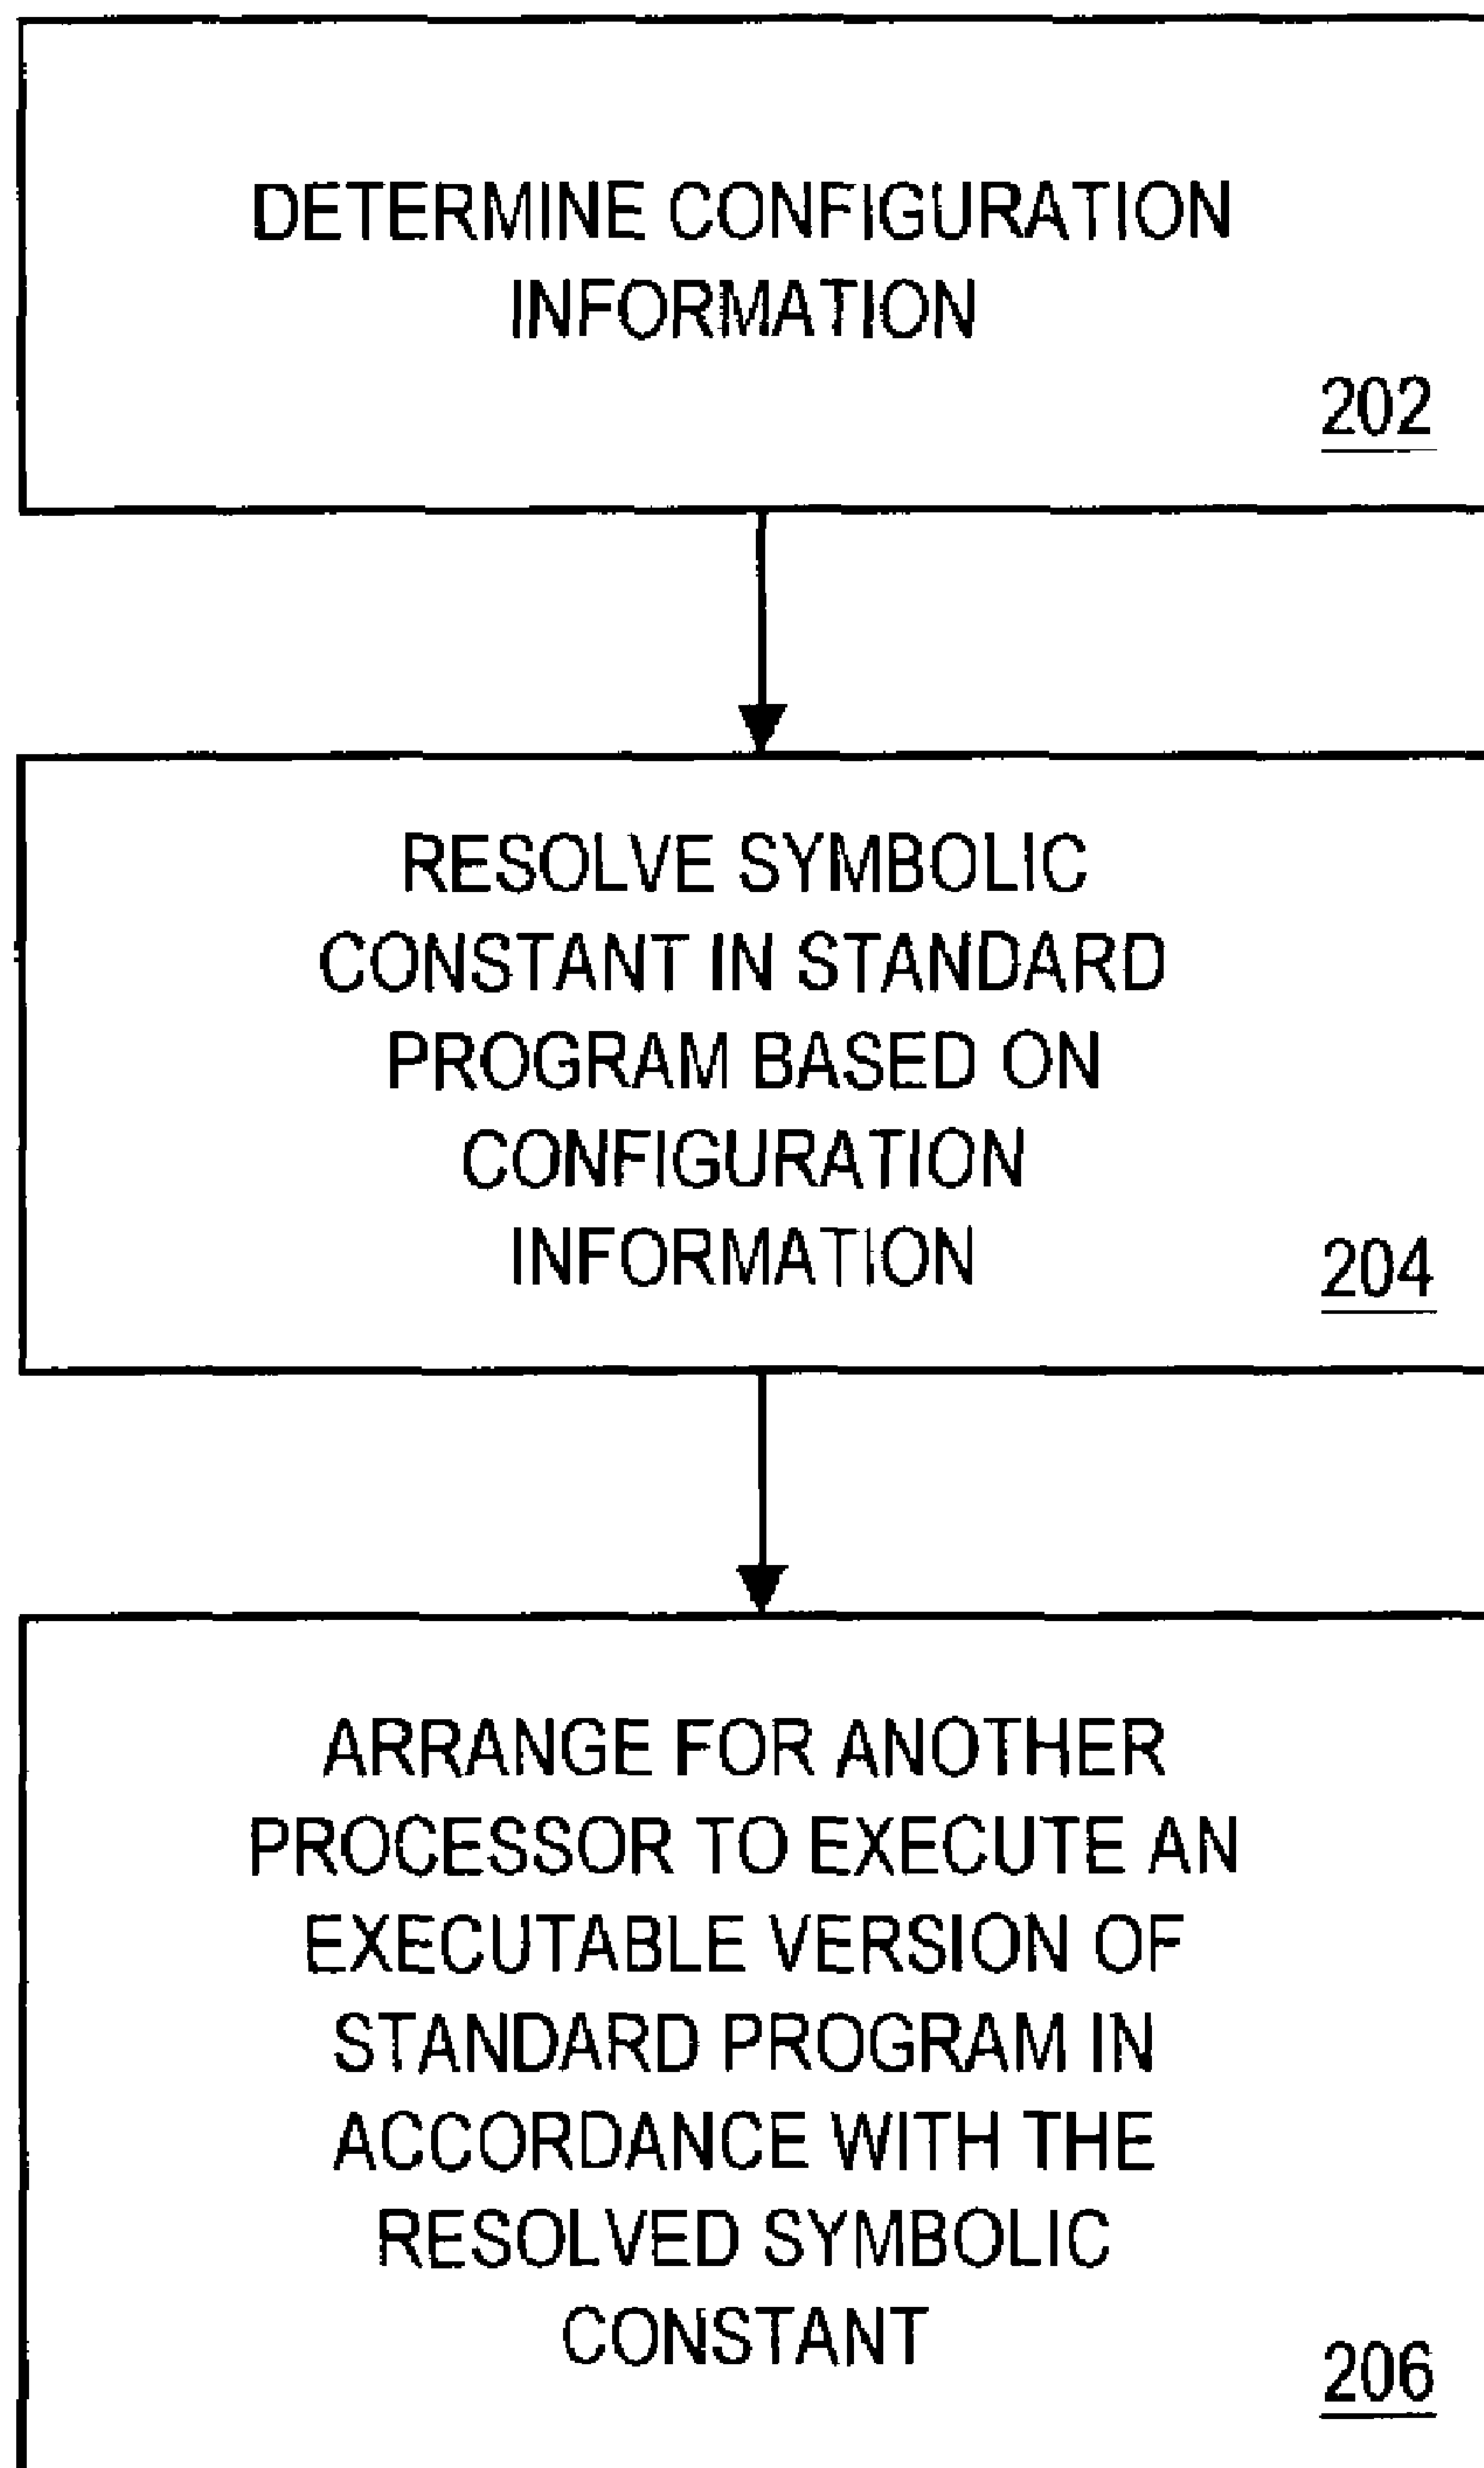 DETERMINE CONFIGURATION
INFORMATION
202
RESOLVE SYMBOLIC
CONSTANT IN STANDARD
PROGRAM BASED ON
CONFIGURATION
INFORMATION
204
ARRANGE FOR ANOTHER
PROCESSOR TO EXECUTE AN
EXECUTABLE VERSION OF
STANDARD PROGRAM IN
ACCORDANCE WITH THE
RESOLVED SYMBOLIC
CONSTANT
206